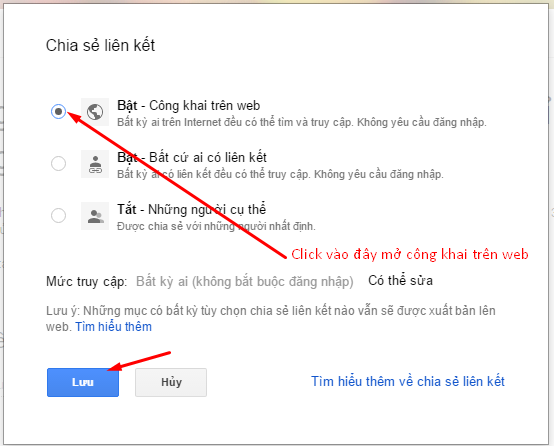 Chia sẻ liên kết
Bật - Công khai trên web
Bất kỳ ai trên Internet đều có thể tìm và truy cập. Không yêu cầu đăng nhập.
Bật - Bất cứ ai có liên kết
Bất kỳ ai có liên kết đều có thể truy cập. Không yêu cầu đăng nhập.
Tắt - Những người cụ thể
Được chia sẻ với những người nhất định.
Click vào đây mở công khai trên web
Mức truy cập: Bất kỳ ai (không bắt buộc đăng nhập) Có thể sửa
Lưu ý: Những mục có bất kỳ tùy chọn chia sẻ liên kết nào vẫn sẽ được xuất bản lên
web. Tìm hiểu thêm
Lưu Hủy Tìm hiểu thêm về chia sẻ liên kết